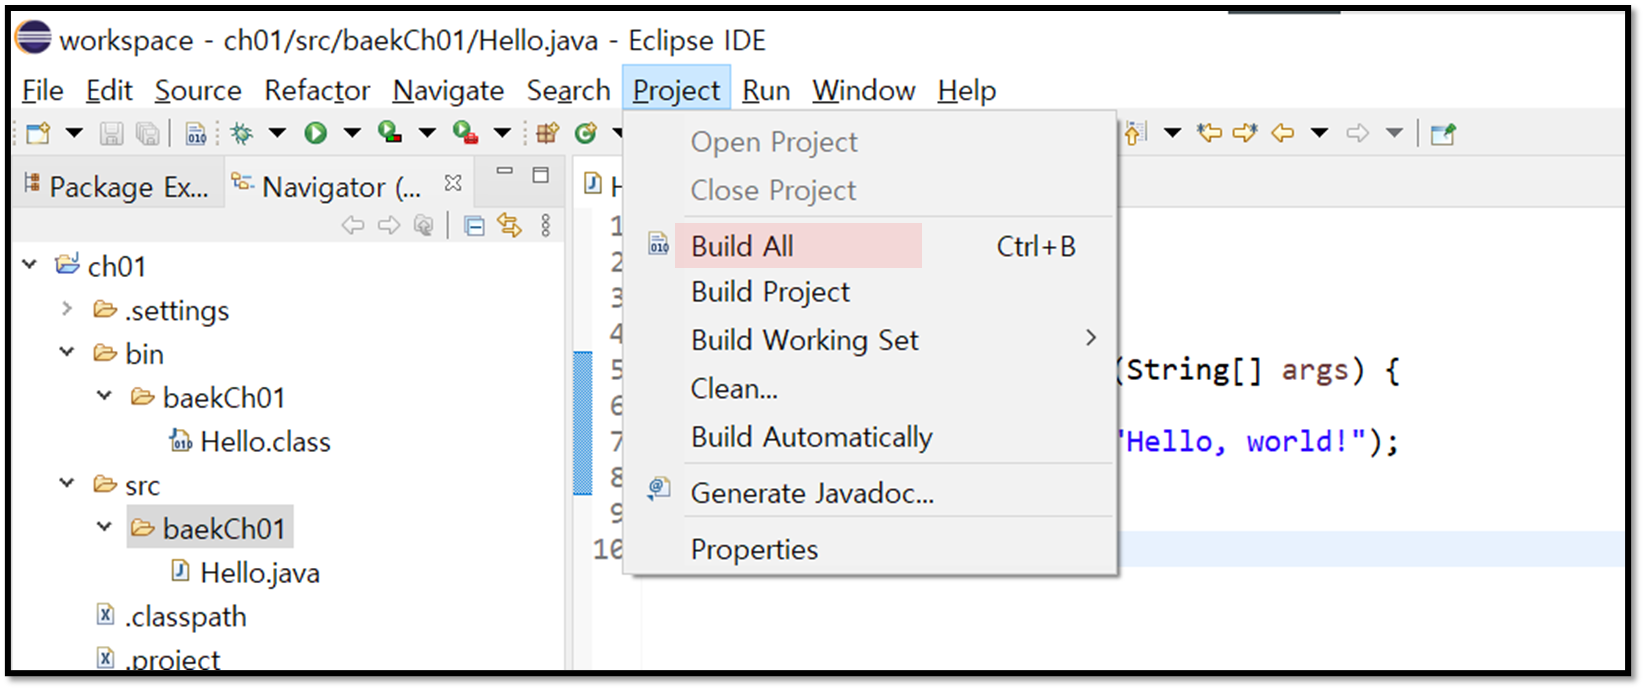 workspace - ch01/src/baekCh01/Hello.java - Eclipse IDE
File Edit Source Refactor Navigate Search Project Run Window Help
Package Ex... Navigator (...
ch01
.settings
bin
baekCh01
Hello.class
src
baekCh01
Hello.java
.classpath
.project
Open Project
Close Project
Build All Ctrl+B
Build Project
Build Working Set
Clean...
Build Automatically
Generate Javadoc...
Properties
H
1
2
3
4
5 (String[] args) {
6
7 "Hello, world!");
8
9
10